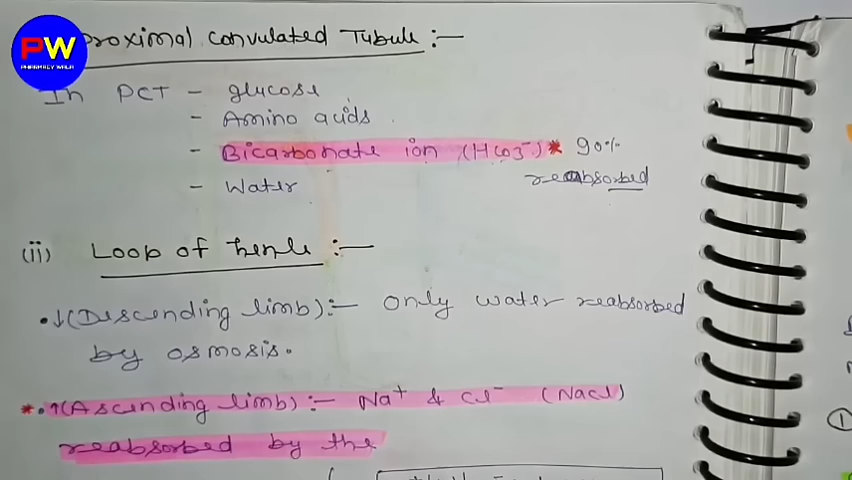 PW
PHARMACY WALA
Proximal convulated Tubule :-
In PCT - glucose
- Amino acids
- Bicarbonate ion (HCO3-) * 90%
reabsorbed
- Water
(ii) Loop of henle :-
• ↓(Descending limb) :- only water reabsorbed
by osmosis.
* • ↑(Ascending limb) :- Na+ & Cl- (NaCl)
reabsorbed by the